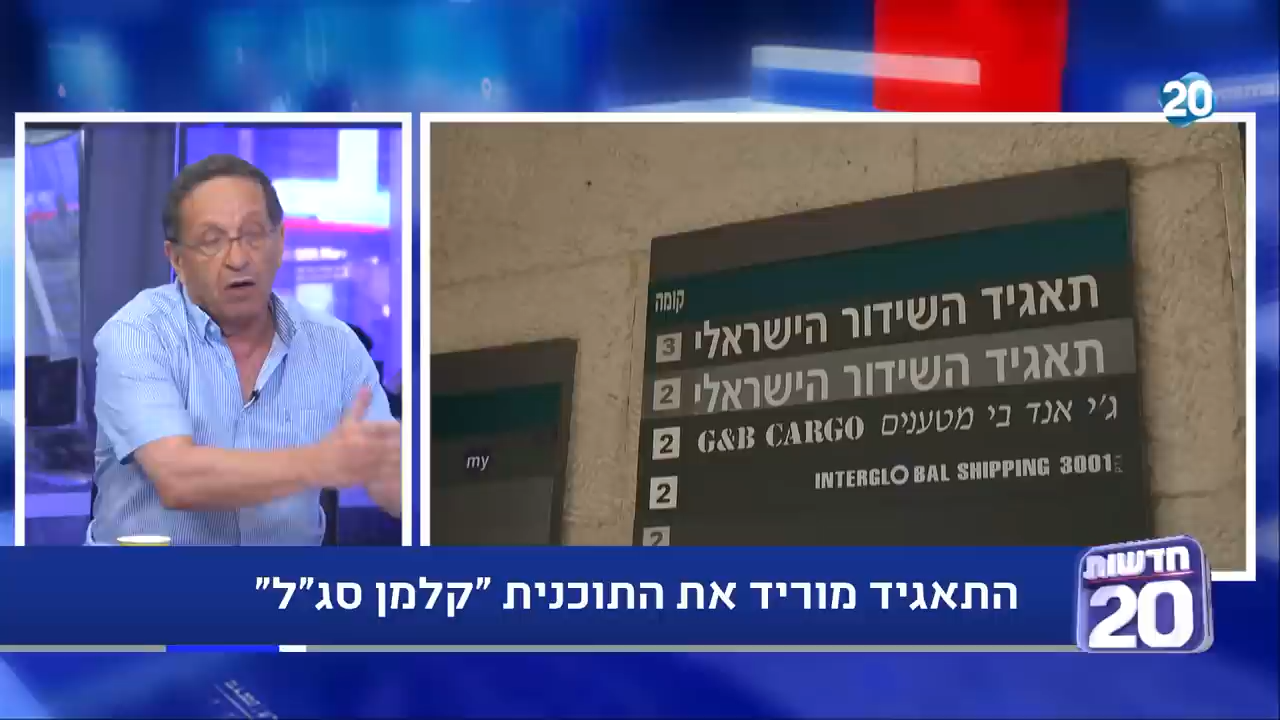 20
קומה
תאגיד השידור הישראלי 3
תאגיד השידור הישראלי 2
ג'י אנד בי מטענים G&B CARGO 2
INTERGLOBAL SHIPPING 3001
2
2
my
התאגיד מוריד את התוכנית "קלמן סג"ל"
חדשות
20